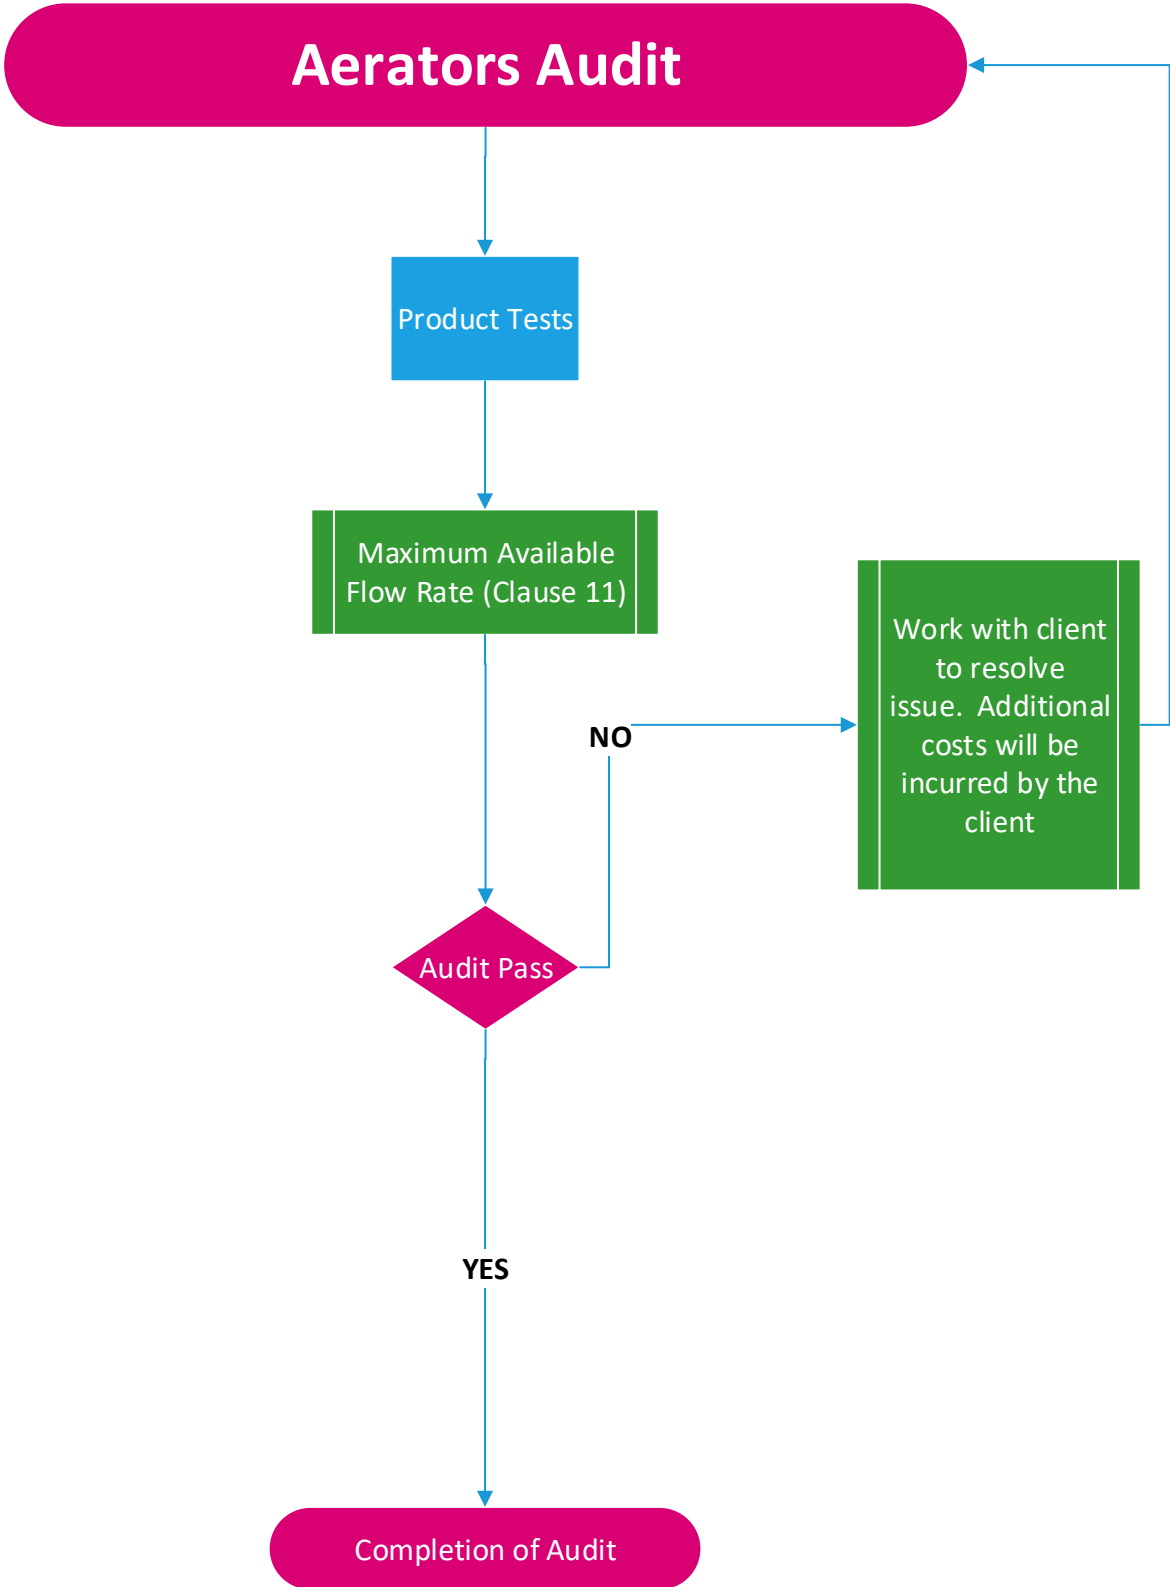 Aerators Audit
Product Tests
Maximum Available
Flow Rate (Clause 11)
Work with client
to resolve
issue.  Additional
costs will be
incurred by the
client
NO
Audit Pass
YES
Completion of Audit